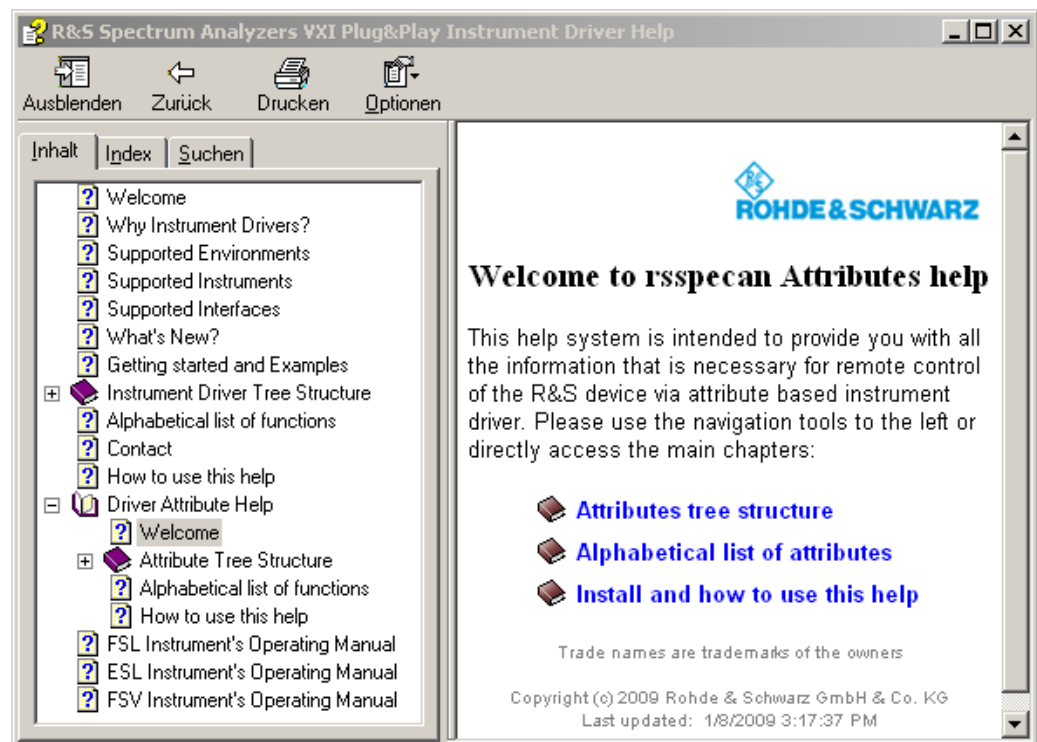 R&S Spectrum Analyzers VXI Plug&Play Instrument Driver Help
Ausblenden Zurück Drucken Optionen
Inhalt Index Suchen
Welcome
Why Instrument Drivers?
Supported Environments
Supported Instruments
Supported Interfaces
What's New?
Getting started and Examples
Instrument Driver Tree Structure
Alphabetical list of functions
Contact
How to use this help
Driver Attribute Help
Welcome
Attribute Tree Structure
Alphabetical list of functions
How to use this help
FSL Instrument's Operating Manual
ESL Instrument's Operating Manual
FSV Instrument's Operating Manual
R&S
ROHDE&SCHWARZ
Welcome to rsspecan Attributes help
This help system is intended to provide you with all
the information that is necessary for remote control
of the R&S device via attribute based instrument
driver. Please use the navigation tools to the left or
directly access the main chapters:
Attributes tree structure
Alphabetical list of attributes
Install and how to use this help
Trade names are trademarks of the owners
Copyright (c) 2009 Rohde & Schwarz GmbH & Co. KG
Last updated: 1/8/2009 3:17:37 PM